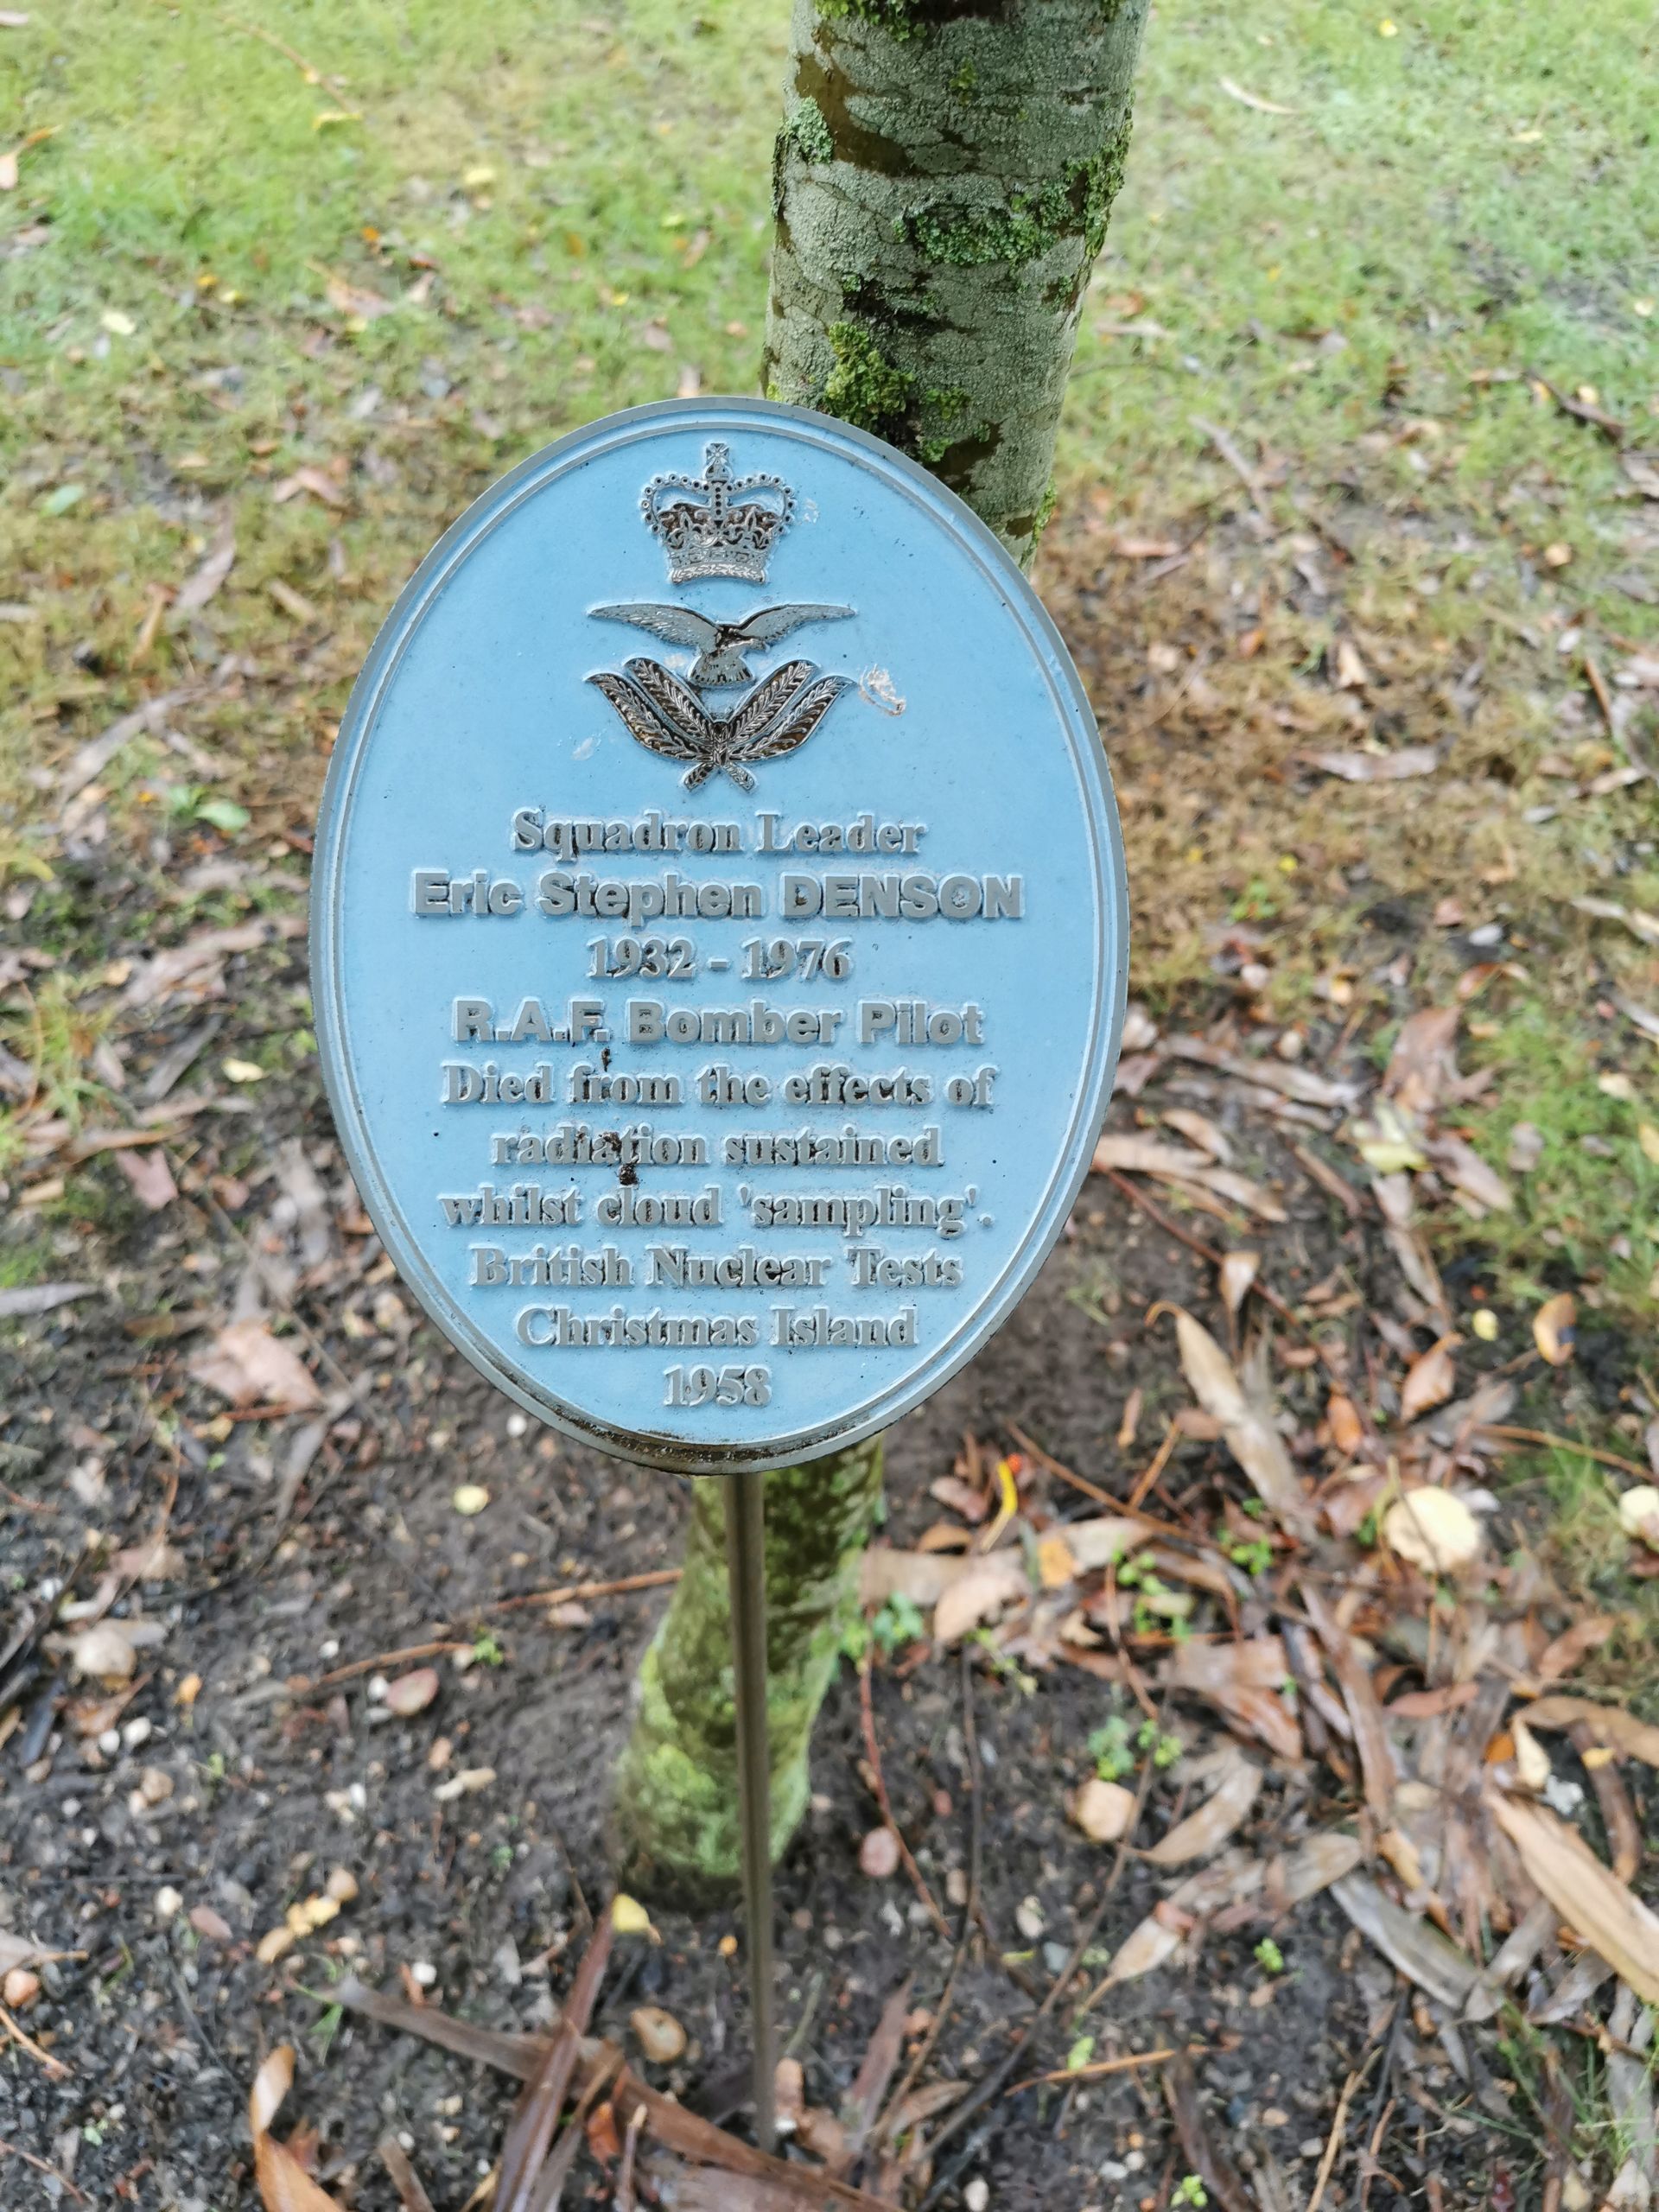 Squadron Leader
Eric Stephen DENSON
1932 - 1976
R.A.F. Bomber Pilot
Died from the effects of
radiation sustained
whilst cloud 'sampling'.
British Nuclear Tests
Christmas Island
1958